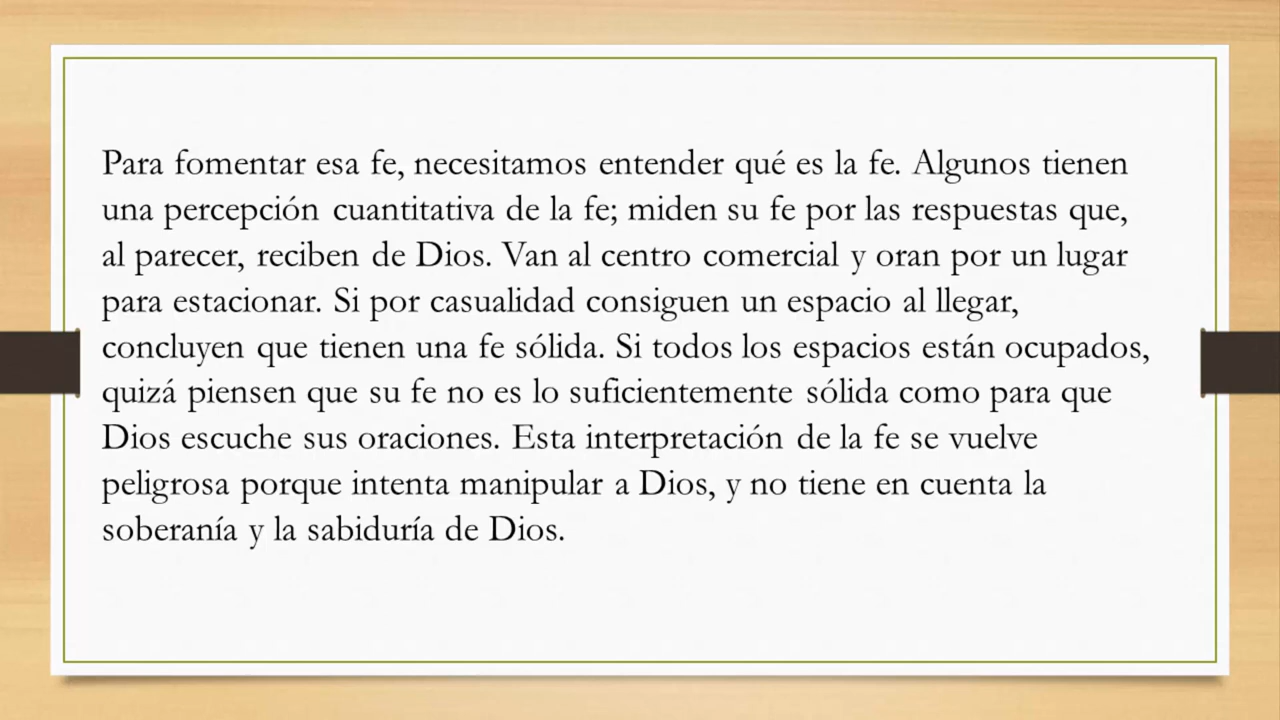 Para fomentar esa fe, necesitamos entender qué es la fe. Algunos tienen
una percepción cuantitativa de la fe; miden su fe por las respuestas que,
al parecer, reciben de Dios. Van al centro comercial y oran por un lugar
para estacionar. Si por casualidad consiguen un espacio al llegar,
concluyen que tienen una fe sólida. Si todos los espacios están ocupados,
quizá piensen que su fe no es lo suficientemente sólida como para que
Dios escuche sus oraciones. Esta interpretación de la fe se vuelve
peligrosa porque intenta manipular a Dios, y no tiene en cuenta la
soberanía y la sabiduría de Dios.